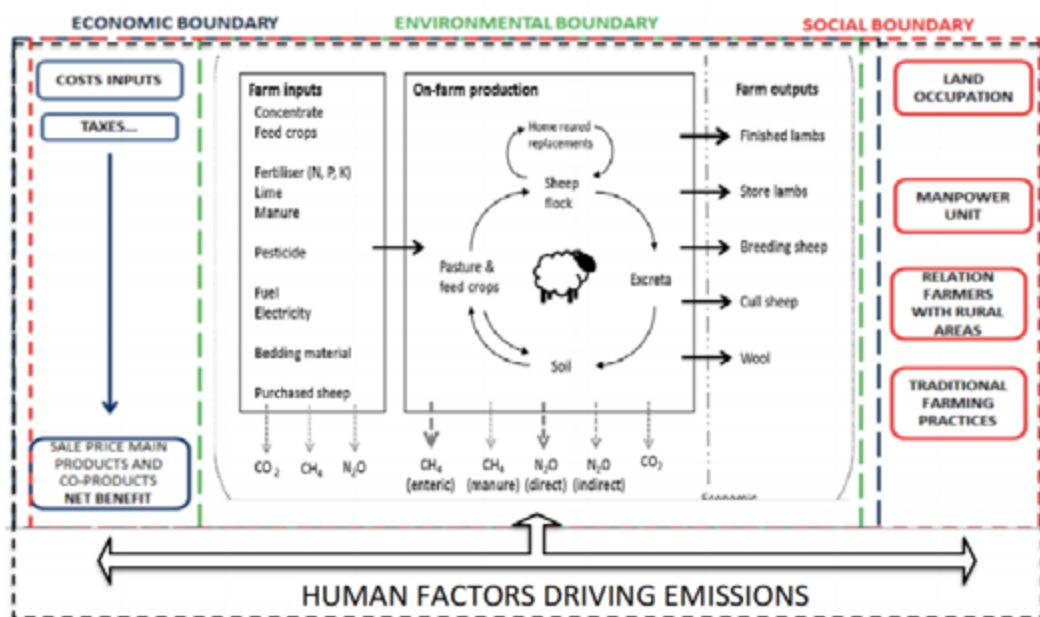 ECONOMIC BOUNDARY
ENVIRONMENTAL BOUNDARY
SOCIAL BOUNDARY
COSTS INPUTS
TAXES...
SALE PRICE MAIN
PRODUCTS AND
CO-PRODUCTS
NET BENEFIT
Farm inputs
Concentrate
Feed crops
Fertiliser (N, P, K)
Lime
Manure
Pesticide
Fuel
Electricity
Bedding material
Purchased sheep
CO₂
CH₄
N₂O
On-farm production
Home reared
replacements
Sheep
flock
Pasture &
feed crops
Excreta
Soil
CH₄
(enteric)
CH₄
(manure)
N₂O
(direct)
N₂O
(indirect)
CO₂
Farm outputs
Finished lambs
Store lambs
Breeding sheep
Cull sheep
Wool
Economic
LAND
OCCUPATION
MANPOWER
UNIT
RELATION
FARMERS
WITH RURAL
AREAS
TRADITIONAL
FARMING
PRACTICES
HUMAN FACTORS DRIVING EMISSIONS